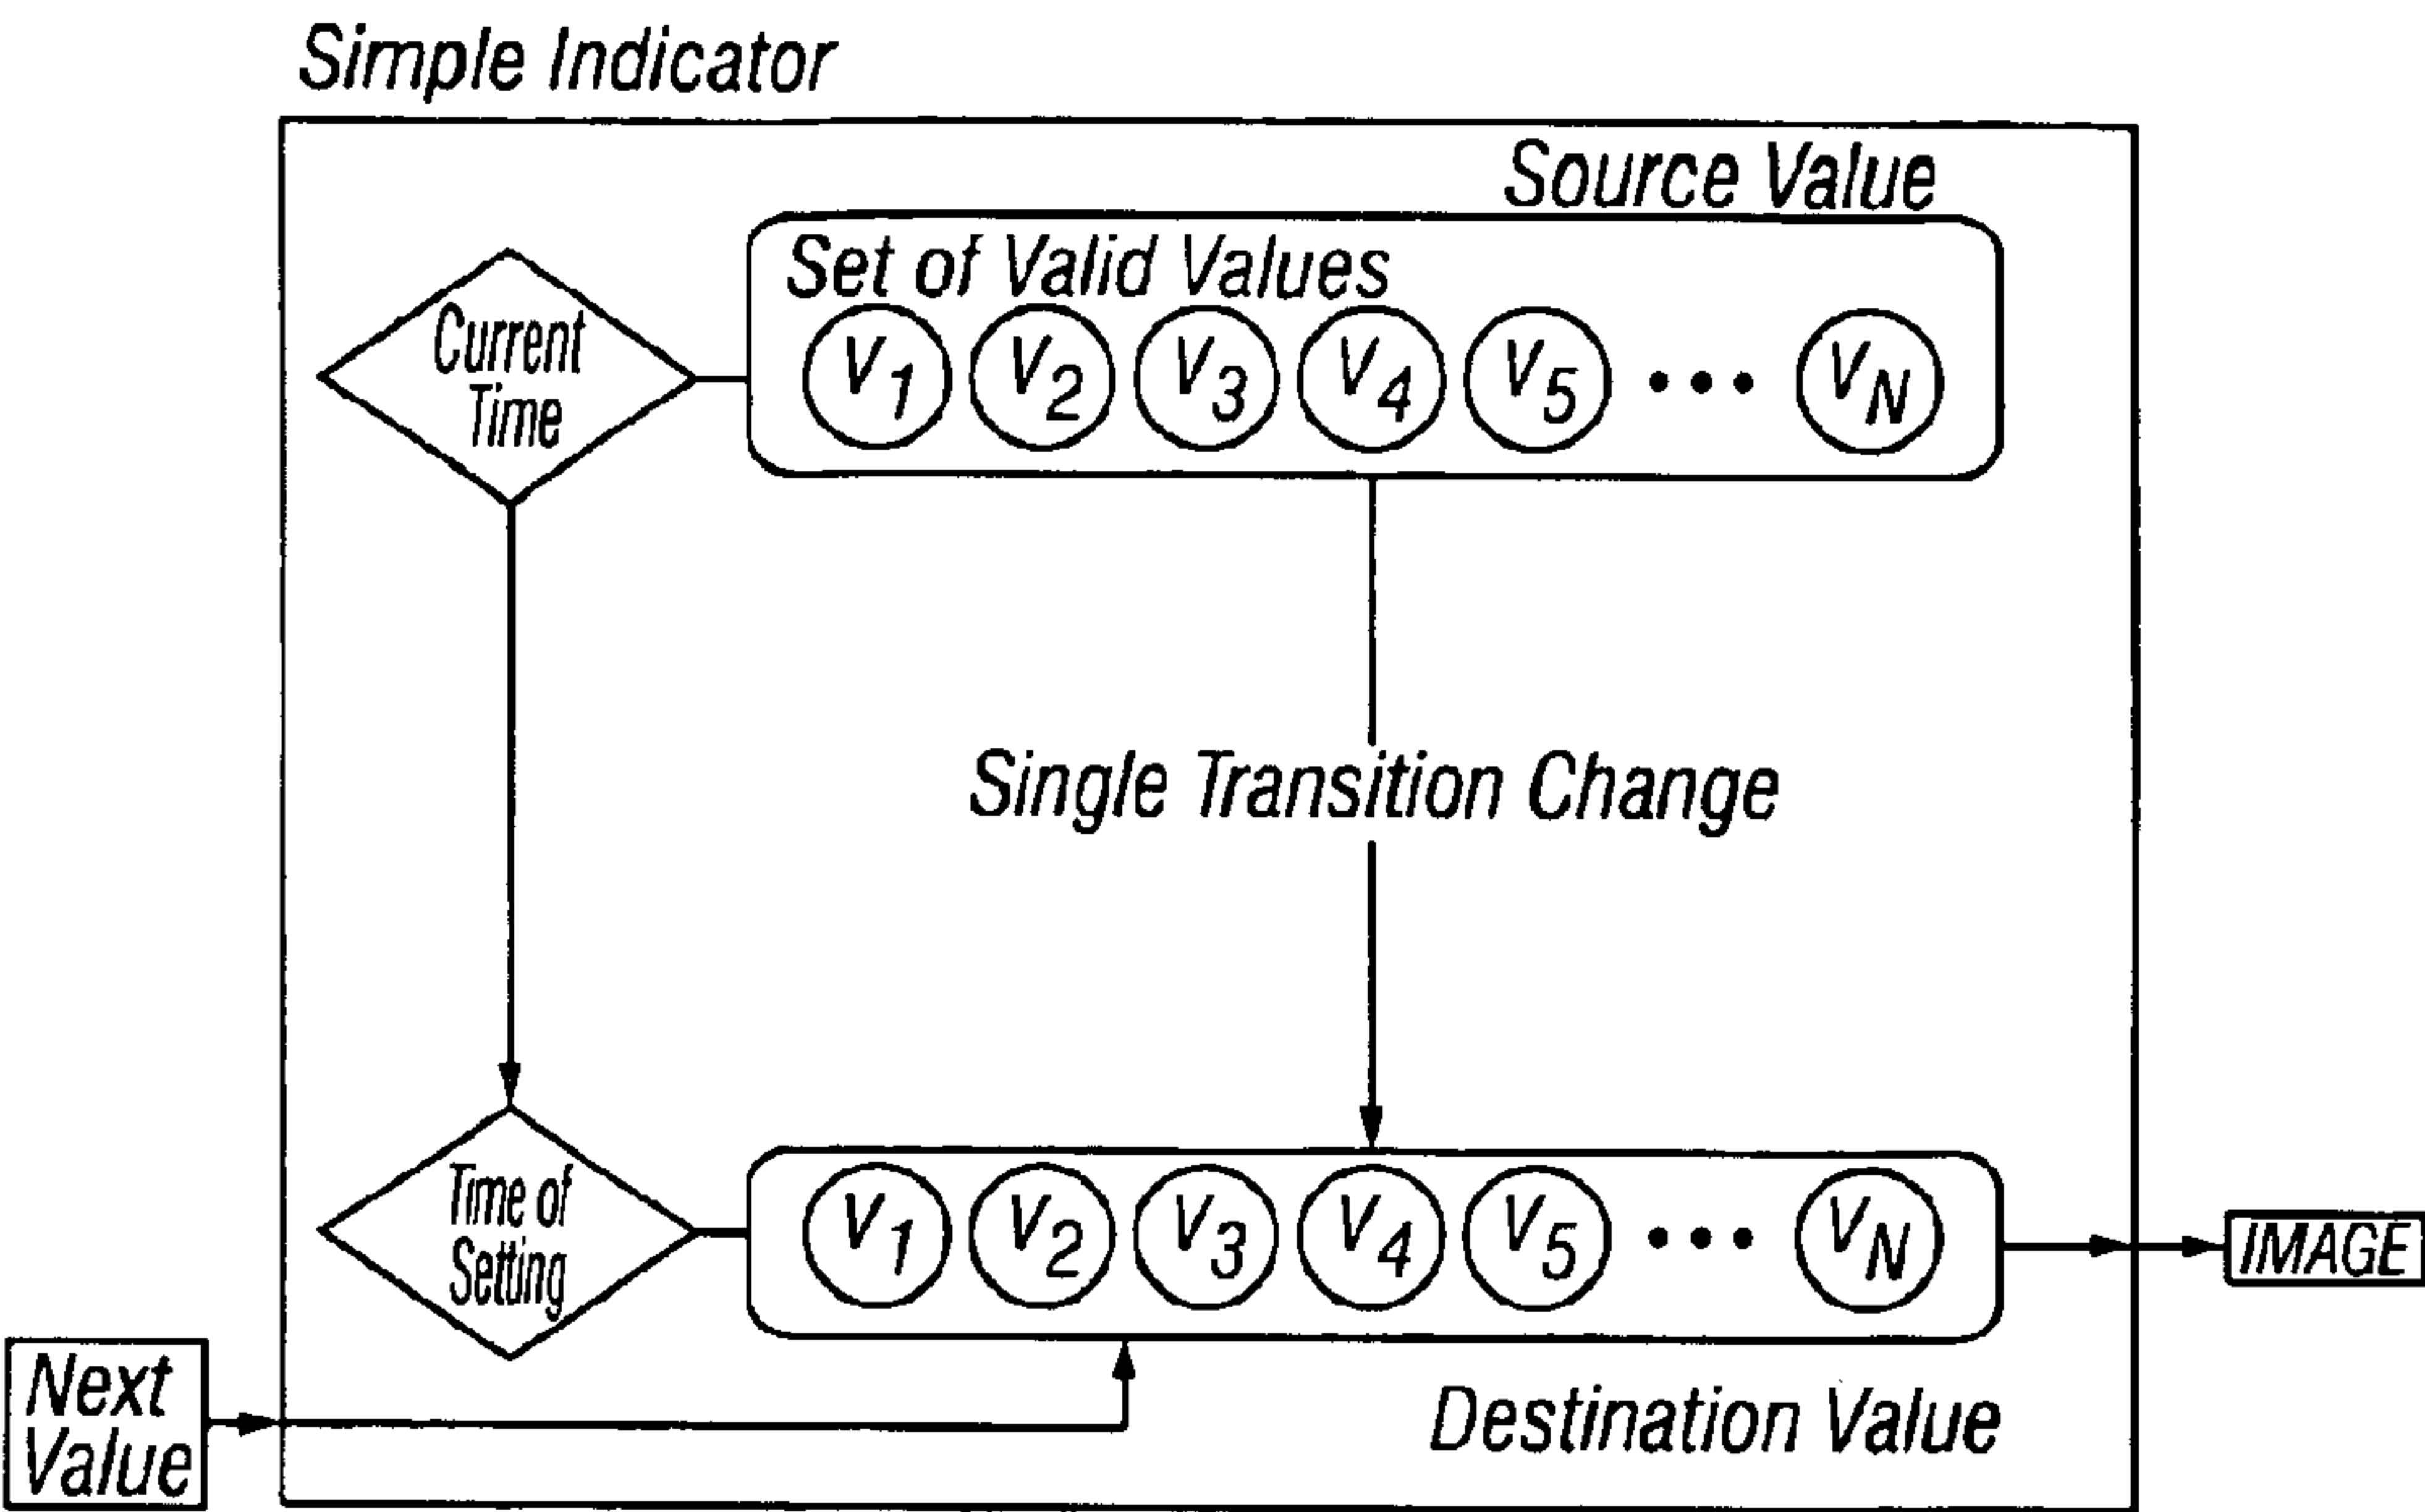 Simple Indicator
Source Value
Set of Valid Values
Current
Time
V1 V2 V3 V4 V5 ... VN
Single Transition Change
Time of
Setting
V1 V2 V3 V4 V5 ... VN
IMAGE
Next
Value
Destination Value